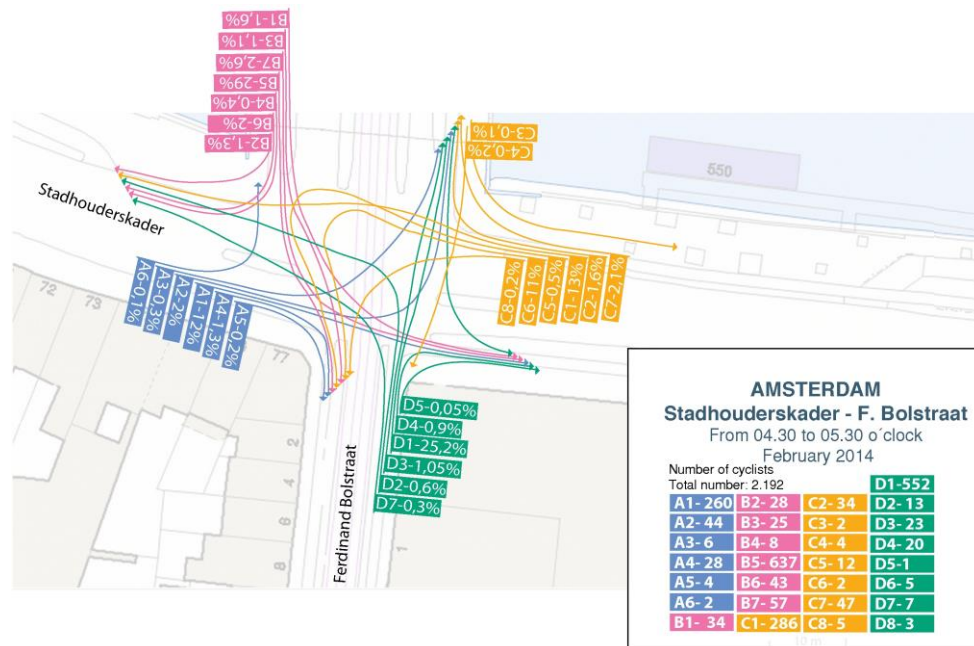 B1-1,6%
B3-1,1%
B7-2,6%
B5-29%
B4-0,4%
B6-2%
B2-1,3%
C3-0,1%
C4-0,2%
550
Stadhouderskader
72
73
77
A6-0,1%
A3-0,3%
A2-2%
A1-12%
A4-1,3%
A5-0,2%
C8-0,2%
C6-11%
C5-0,5%
C1-13%
C2-1,6%
C7-2,1%
1
2
4
6
8
Ferdinand Bolstraat
D5-0,05%
D4-0,9%
D1-25,2%
D3-1,05%
D2-0,6%
D7-0,3%
1
AMSTERDAM
Stadhouderskader - F. Bolstraat
From 04.30 to 05.30 o´clock
February 2014
Number of cyclists
Total number: 2.192
D1-552
A1- 260 B2- 28 C2- 34 D2- 13
A2- 44 B3- 25 C3- 2 D3- 23
A3- 6 B4- 8 C4- 4 D4- 20
A4- 28 B5- 637 C5- 12 D5-1
A5- 4 B6- 43 C6- 2 D6- 5
A6- 2 B7- 57 C7- 47 D7- 7
B1- 34 C1- 286 C8- 5 D8- 3
10 m